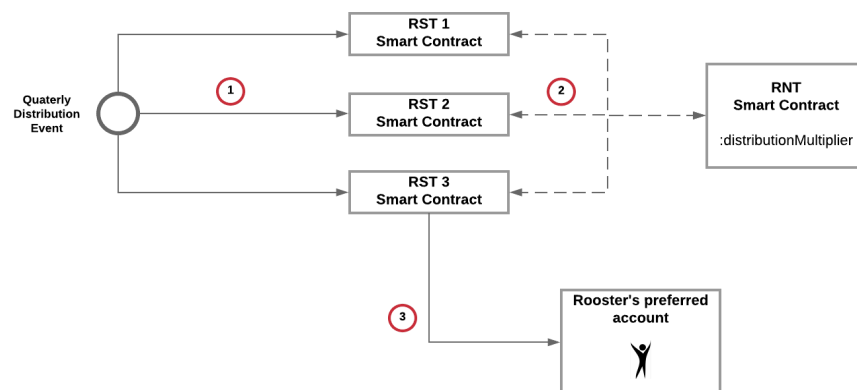 RST 1
Smart Contract
Quaterly
Distribution
Event
1
RST 2
Smart Contract
2
RNT
Smart Contract
:distributionMultiplier
RST 3
Smart Contract
3
Rooster's preferred
account